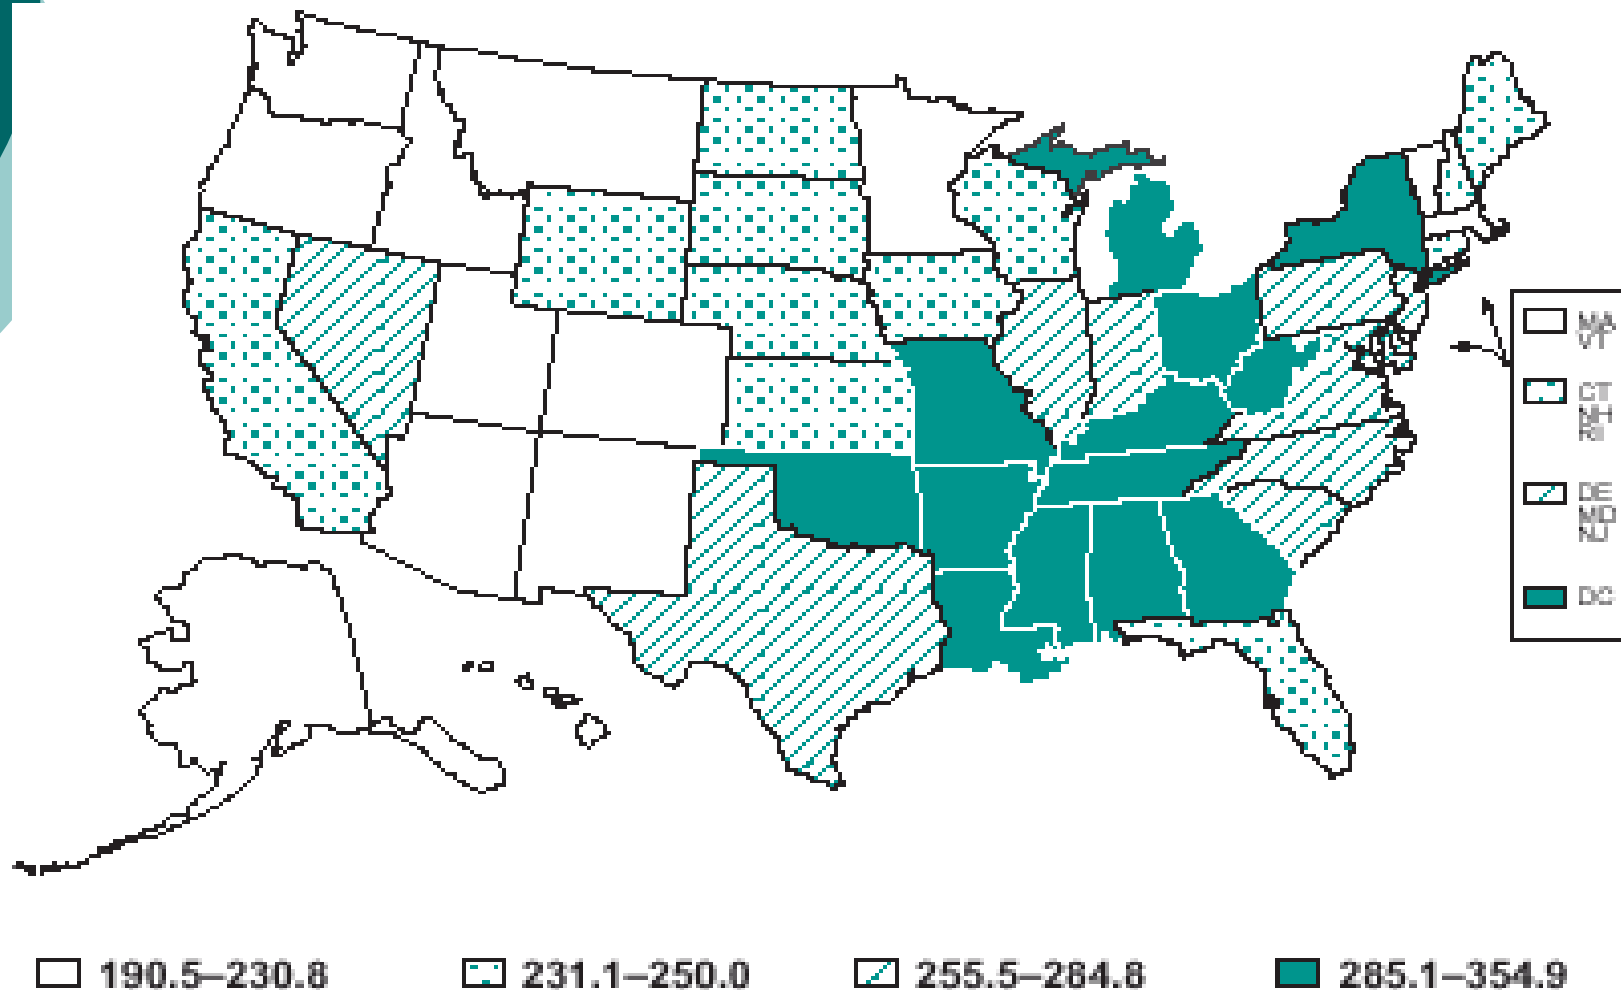 MA
VT
CT
NH
RI
DE
MD
NJ
DC
190.5–230.8
231.1–250.0
255.5–284.8
285.1–354.9